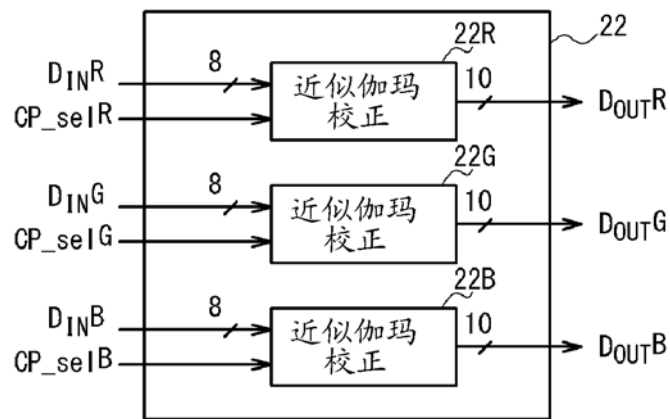 22
22R
D_IN R
8
近似伽玛
校正
10
D_OUT R
CP_selR
22G
D_IN G
8
近似伽玛
校正
10
D_OUT G
CP_selG
22B
D_IN B
8
近似伽玛
校正
10
D_OUT B
CP_selB